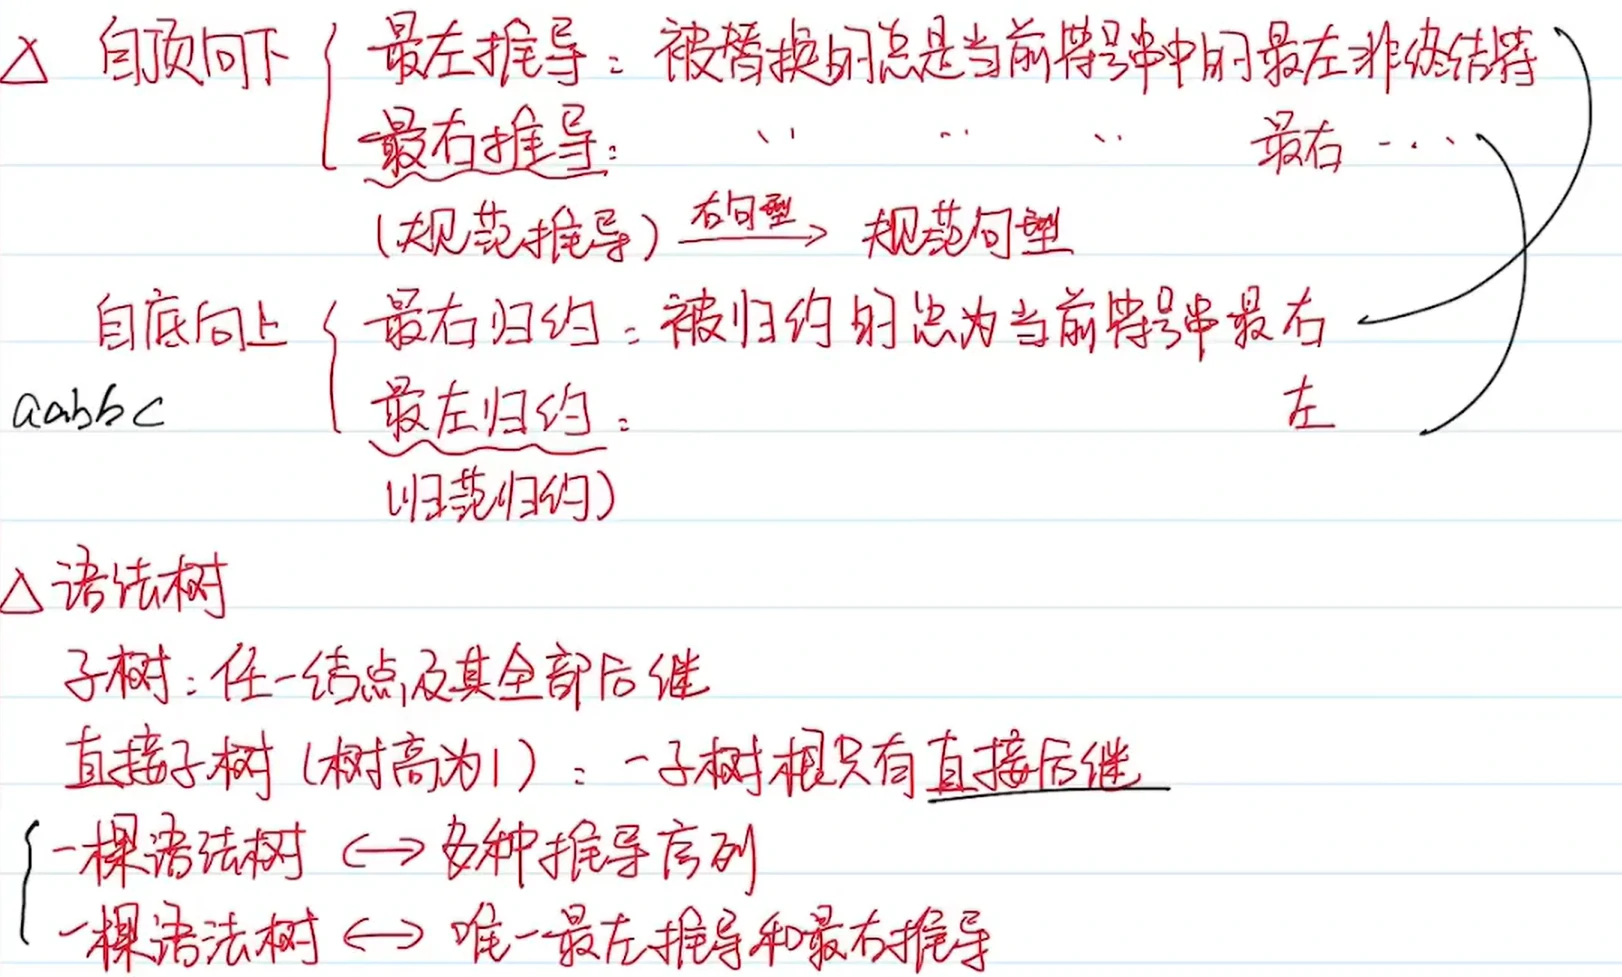 △ 自顶向下 { 最左推导：被替换的总是当前符号串中的最左非终结符
最右推导： 〃 〃 〃 最右 ····
(规范推导) 右句型 → 规范句型
自底向上 { 最右归约：被归约的总为当前符号串最右
aabbc 最左归约： 左
(归范归约)
△ 语法树
子树：任一结点及其全部后继
直接子树 (树高为1)：一子树根只有直接后继
{ 一棵语法树 ↔ 多种推导序列
一棵语法树 ↔ 唯一最左推导和最右推导